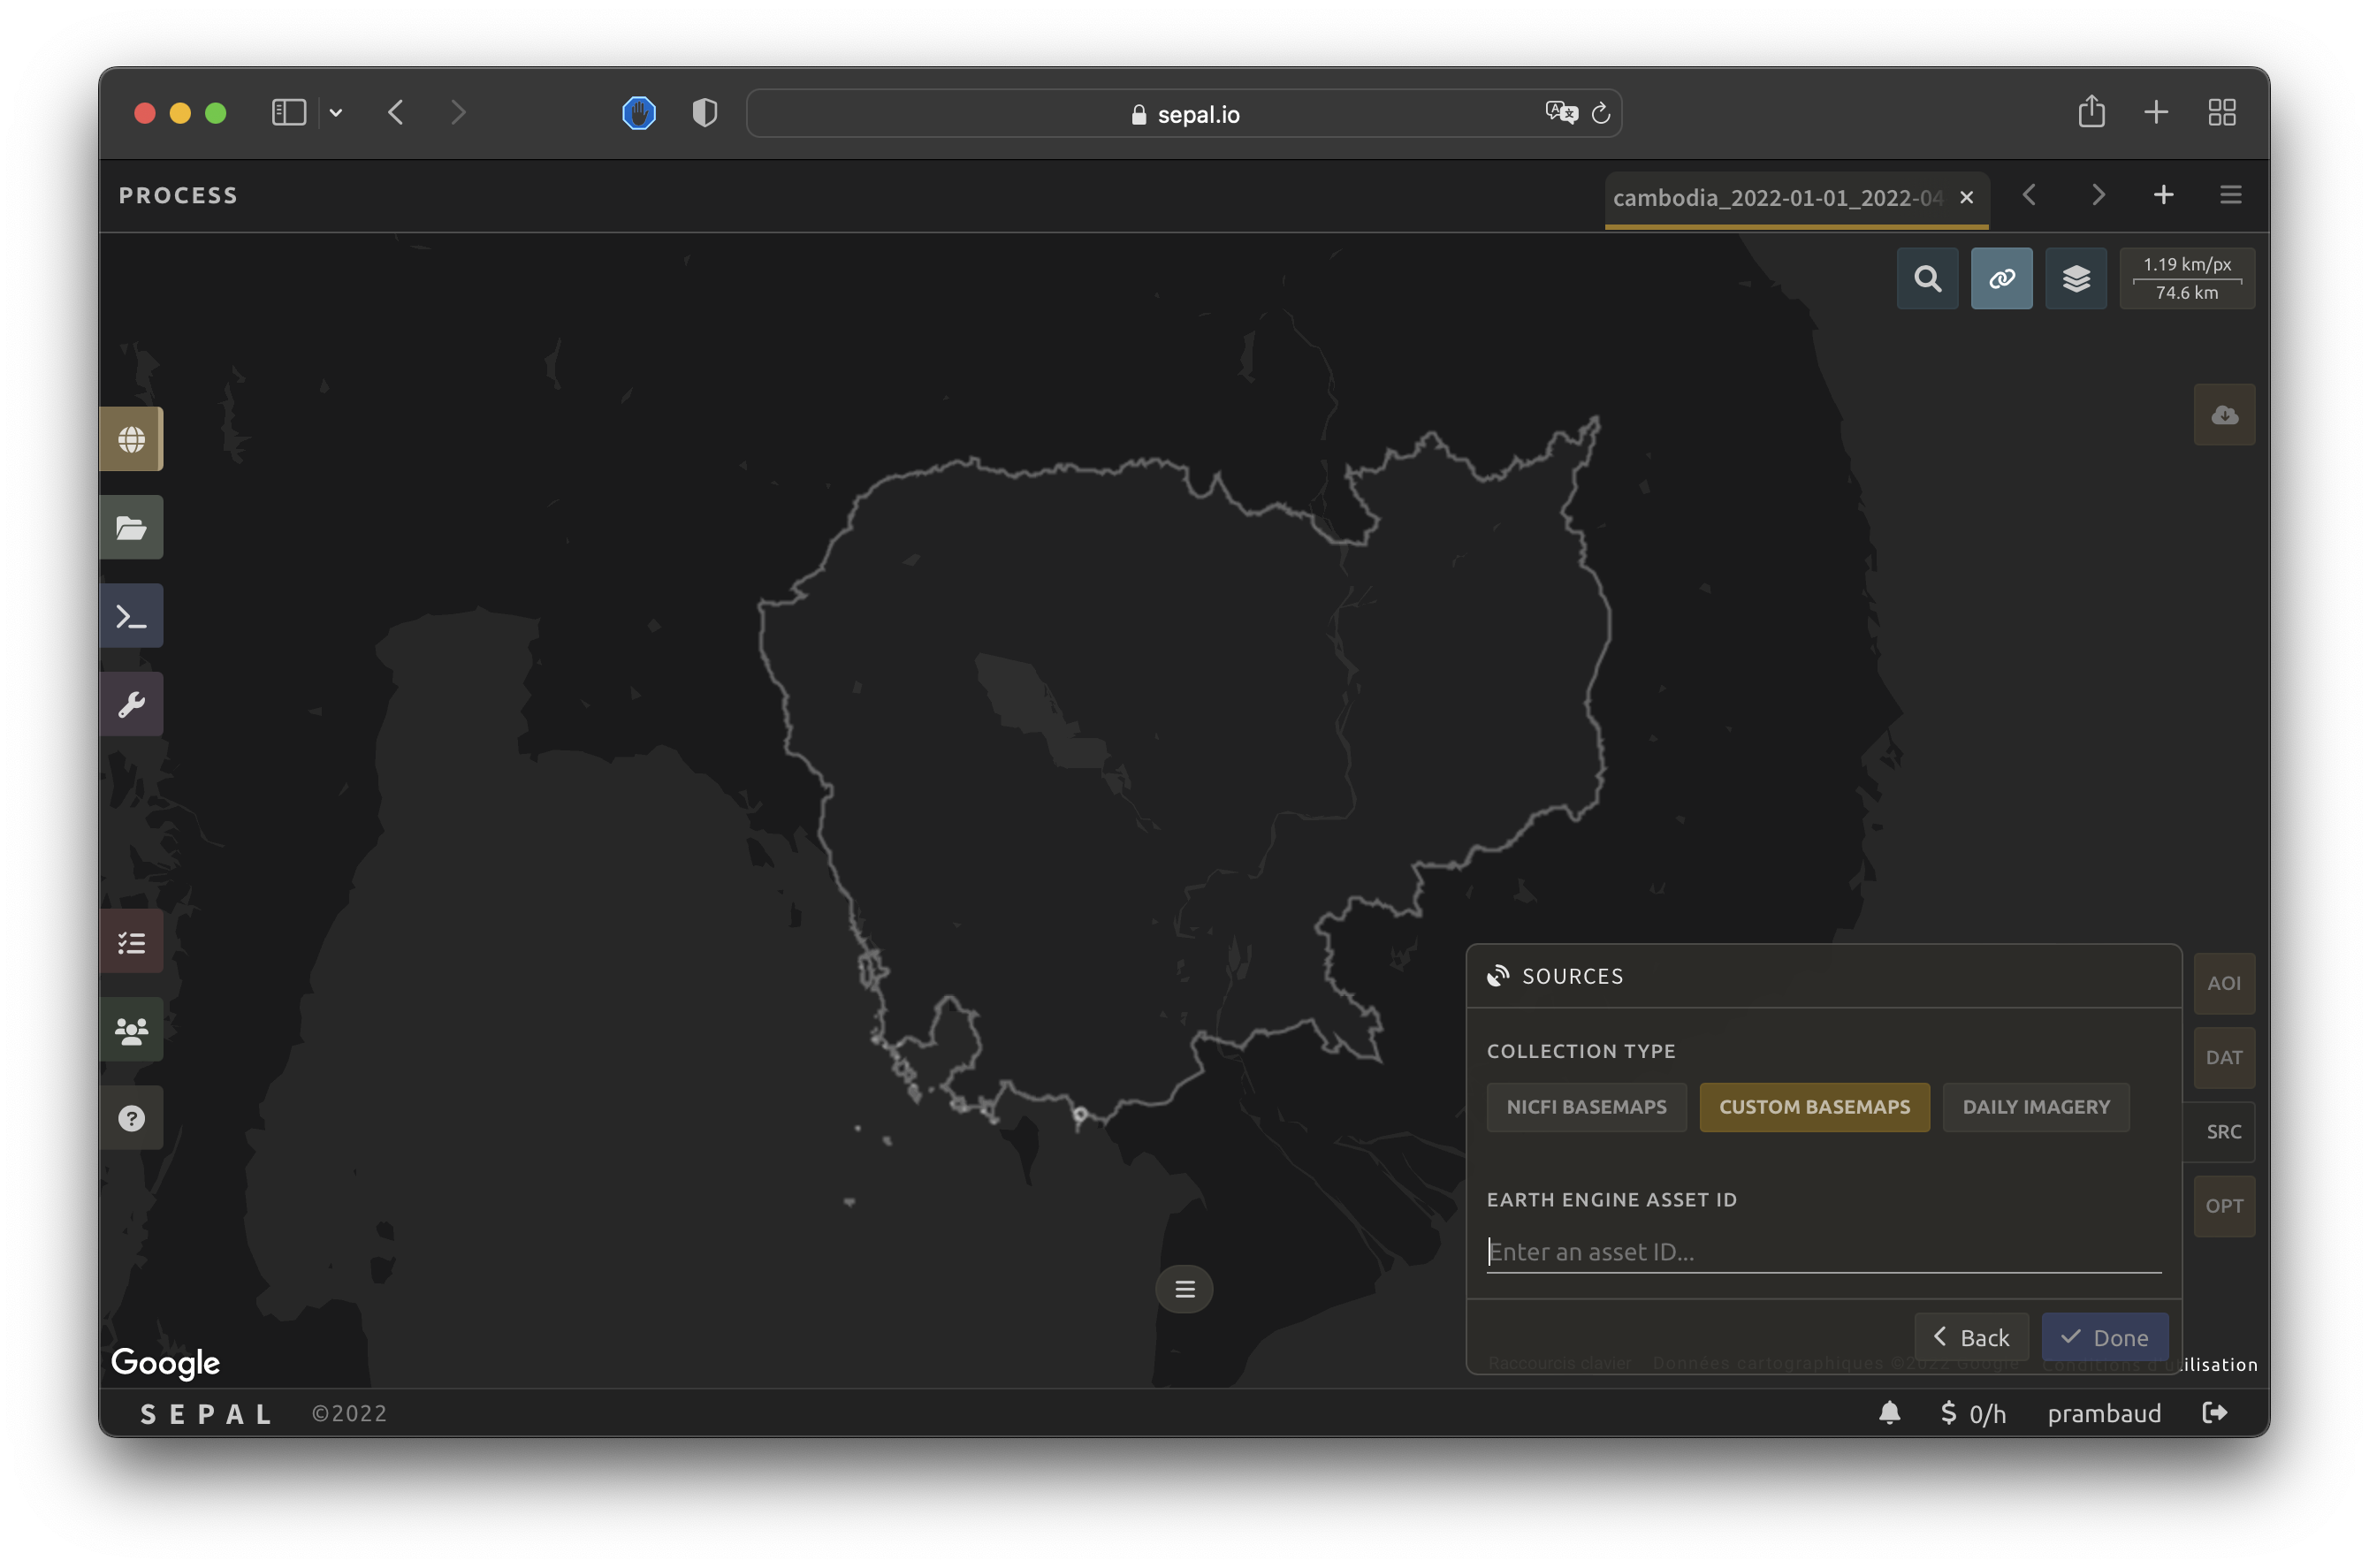 sepal.io
PROCESS
cambodia_2022-01-01_2022-04
1.19 km/px
74.6 km
SOURCES
COLLECTION TYPE
NICFI BASEMAPS
CUSTOM BASEMAPS
DAILY IMAGERY
EARTH ENGINE ASSET ID
Enter an asset ID...
Back
Done
AOI
DAT
SRC
OPT
Google
Raccourcis clavier Données cartographiques ©2022 Google Conditions d'utilisation
SEPAL ©2022
$ 0/h prambaud